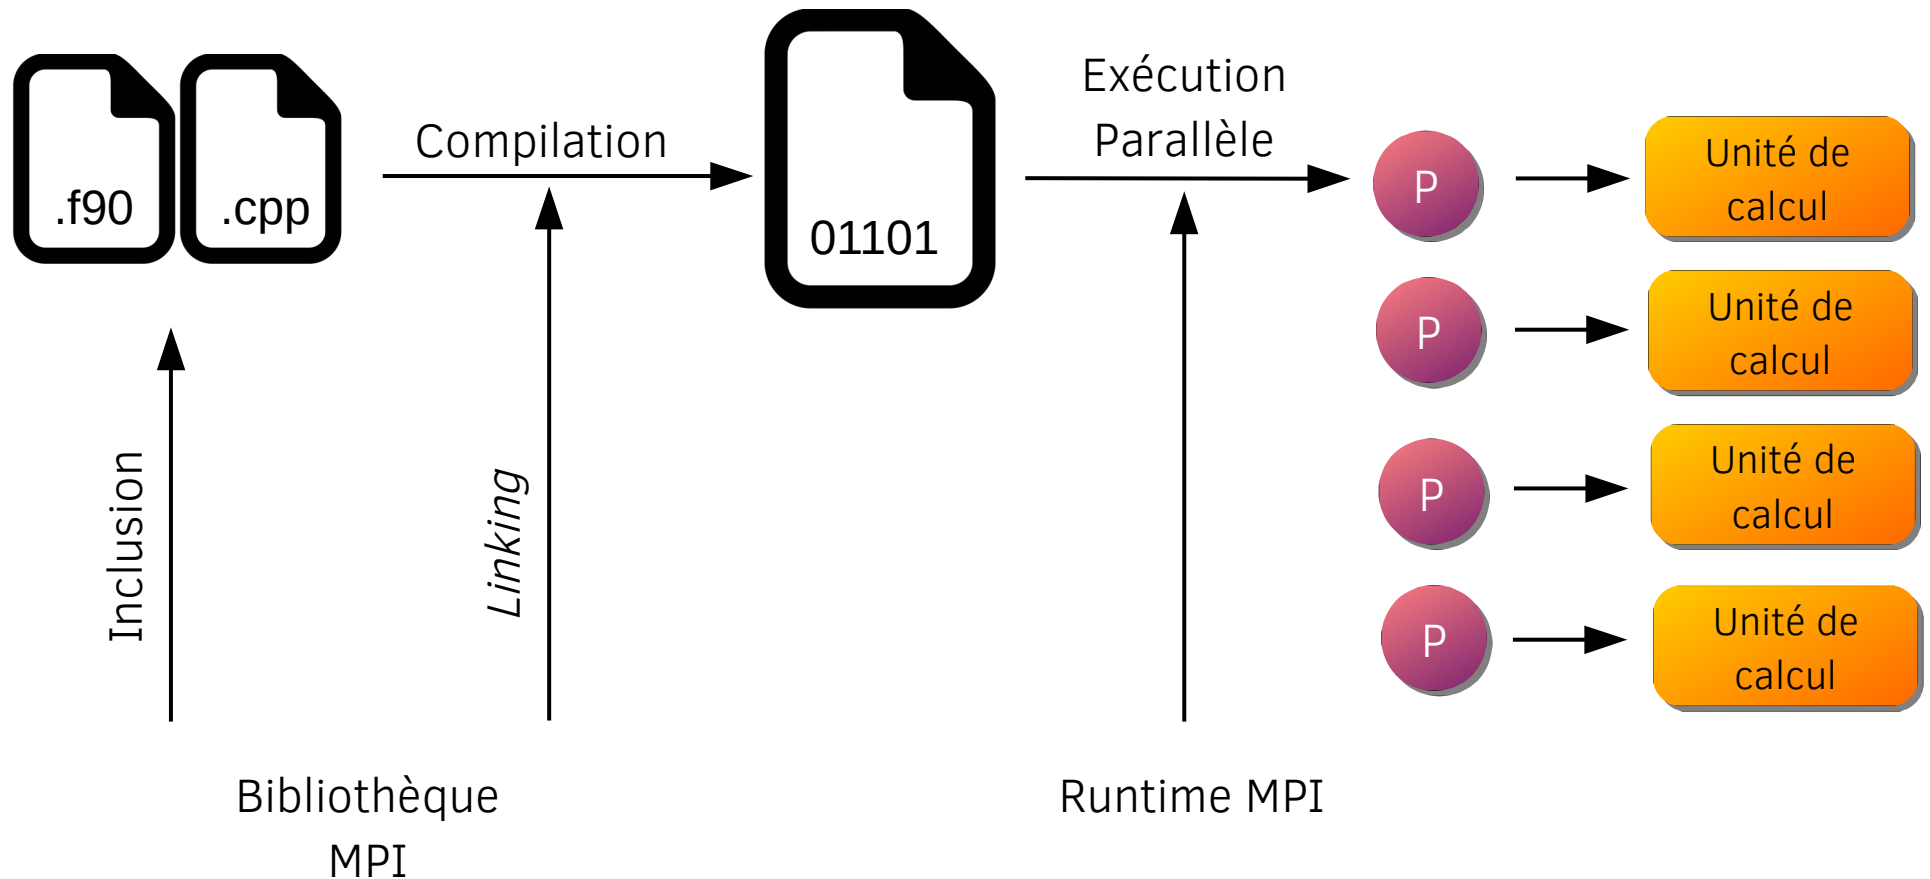 .f90
.cpp
Compilation
01101
Exécution
Parallèle
P
Unité de
calcul
P
Unité de
calcul
P
Unité de
calcul
P
Unité de
calcul
Inclusion
Linking
Bibliothèque
MPI
Runtime MPI